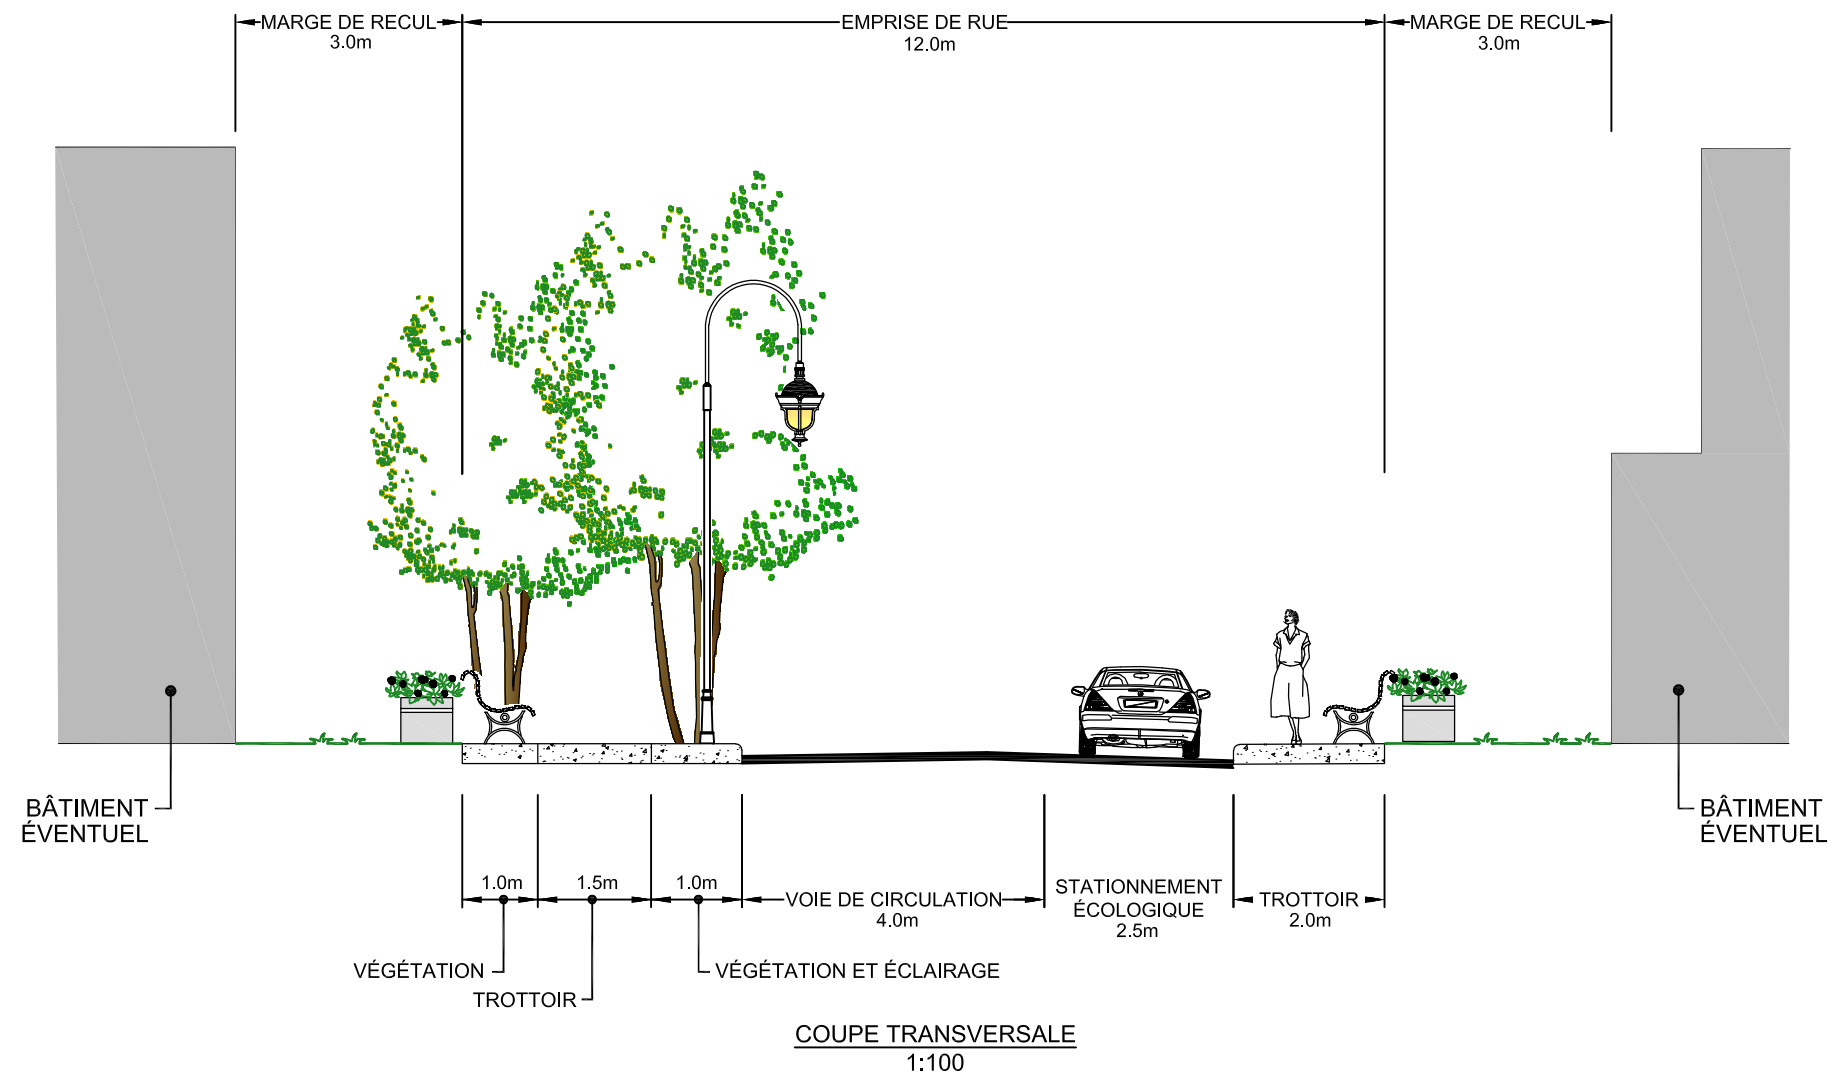 MARGE DE RECUL
3.0m
EMPRISE DE RUE
12.0m
MARGE DE RECUL
3.0m
BÂTIMENT
ÉVENTUEL
BÂTIMENT
ÉVENTUEL
1.0m
1.5m
1.0m
VOIE DE CIRCULATION
4.0m
STATIONNEMENT
ÉCOLOGIQUE
2.5m
TROTTOIR
2.0m
VÉGÉTATION
VÉGÉTATION ET ÉCLAIRAGE
TROTTOIR
COUPE TRANSVERSALE
1:100